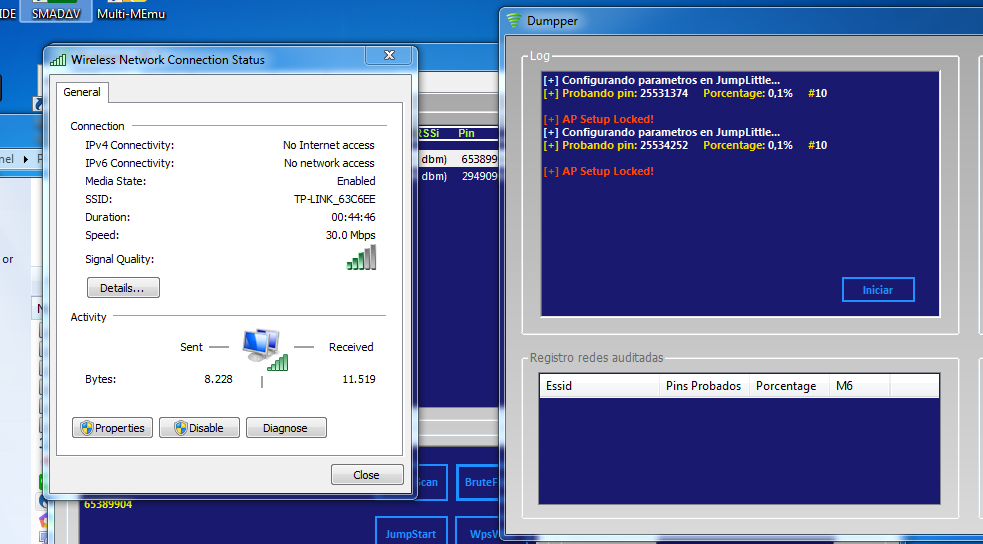 IDE
SMADΔV
Multi-MEmu
Wireless Network Connection Status
General
Connection
IPv4 Connectivity: No Internet access
IPv6 Connectivity: No network access
Media State: Enabled
SSID: TP-LINK_63C6EE
Duration: 00:44:46
Speed: 30.0 Mbps
Signal Quality:
Details...
Activity
Sent Received
Bytes: 8.228 11.519
Properties Disable Diagnose
Close
or
RSSi Pin
dbm) 653899
dbm) 294909
65389904
can
BruteF
JumpStart
WpsW
Dumpper
Log
[+] Configurando parametros en JumpLittle...
[+] Probando pin: 25531374 Porcentage: 0,1% #10
[+] AP Setup Locked!
[+] Configurando parametros en JumpLittle...
[+] Probando pin: 25534252 Porcentage: 0,1% #10
[+] AP Setup Locked!
Iniciar
Registro redes auditadas
Essid Pins Probados Porcentage M6